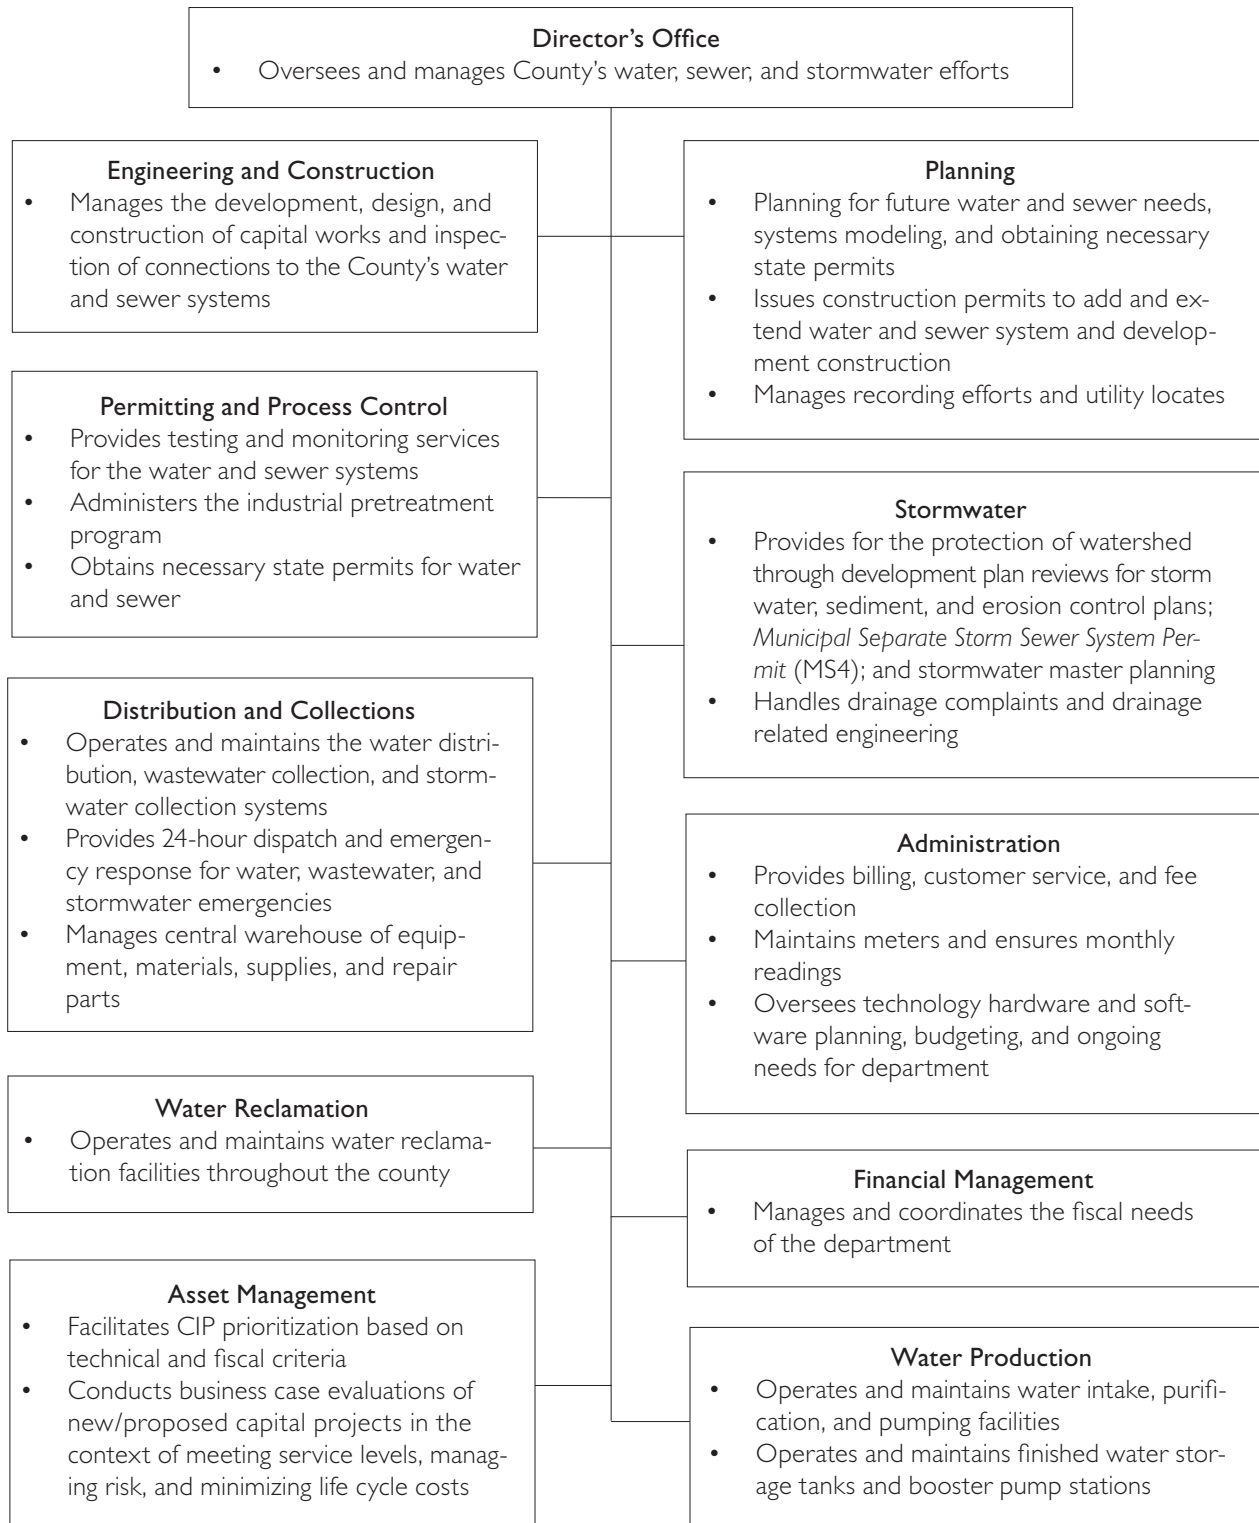 Director’s Office
• Oversees and manages County’s water, sewer, and stormwater efforts
Engineering and Construction
• Manages the development, design, and
construction of capital works and inspec-
tion of connections to the County’s water
and sewer systems
Permitting and Process Control
• Provides testing and monitoring services
for the water and sewer systems
• Administers the industrial pretreatment
program
• Obtains necessary state permits for water
and sewer
Distribution and Collections
• Operates and maintains the water distri-
bution, wastewater collection, and storm-
water collection systems
• Provides 24-hour dispatch and emergen-
cy response for water, wastewater, and
stormwater emergencies
• Manages central warehouse of equip-
ment, materials, supplies, and repair
parts
Water Reclamation
• Operates and maintains water reclama-
tion facilities throughout the county
Asset Management
• Facilitates CIP prioritization based on
technical and fiscal criteria
• Conducts business case evaluations of
new/proposed capital projects in the
context of meeting service levels, manag-
ing risk, and minimizing life cycle costs
Planning
• Planning for future water and sewer needs,
systems modeling, and obtaining necessary
state permits
• Issues construction permits to add and ex-
tend water and sewer system and develop-
ment construction
• Manages recording efforts and utility locates
Stormwater
• Provides for the protection of watershed
through development plan reviews for storm
water, sediment, and erosion control plans;
Municipal Separate Storm Sewer System Per-
mit (MS4); and stormwater master planning
• Handles drainage complaints and drainage
related engineering
Administration
• Provides billing, customer service, and fee
collection
• Maintains meters and ensures monthly
readings
• Oversees technology hardware and soft-
ware planning, budgeting, and ongoing
needs for department
Financial Management
• Manages and coordinates the fiscal needs
of the department
Water Production
• Operates and maintains water intake, purifi-
cation, and pumping facilities
• Operates and maintains finished water stor-
age tanks and booster pump stations